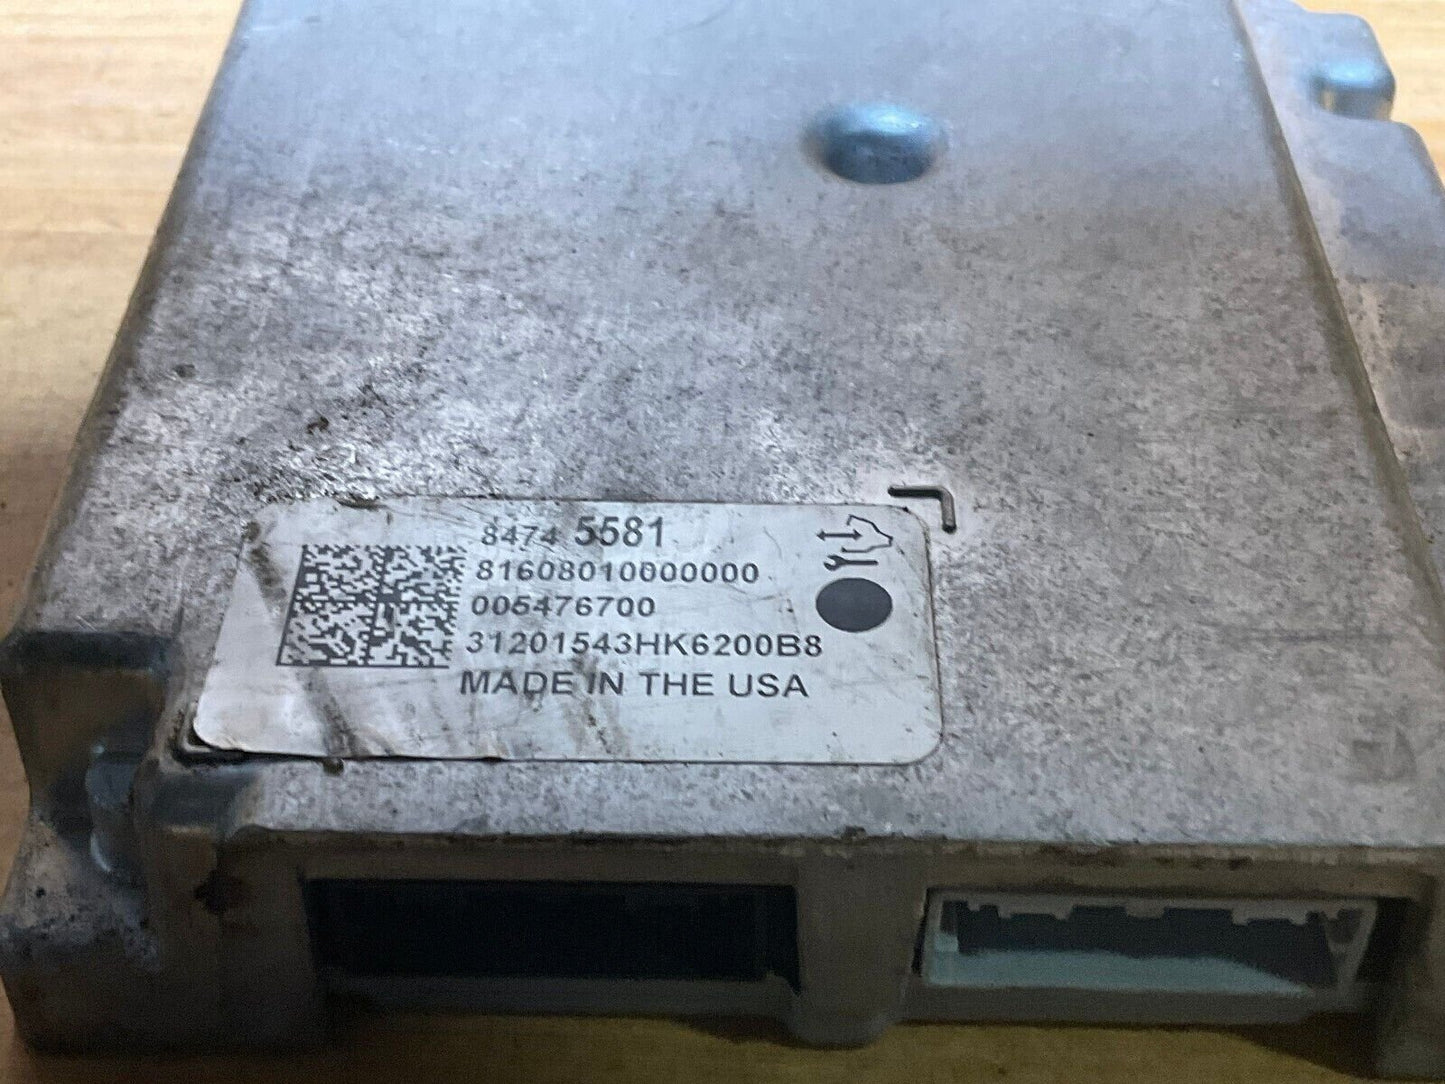 8474 5581
81608010000000
005476700
31201543HK6200B8
MADE IN THE USA